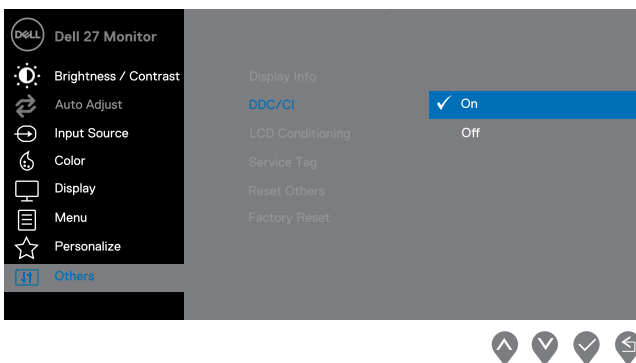 DELL
Dell 27 Monitor
Brightness / Contrast
Auto Adjust
Input Source
Color
Display
Menu
Personalize
Others
Display Info
DDC/CI
LCD Conditioning
Service Tag
Reset Others
Factory Reset
On
Off